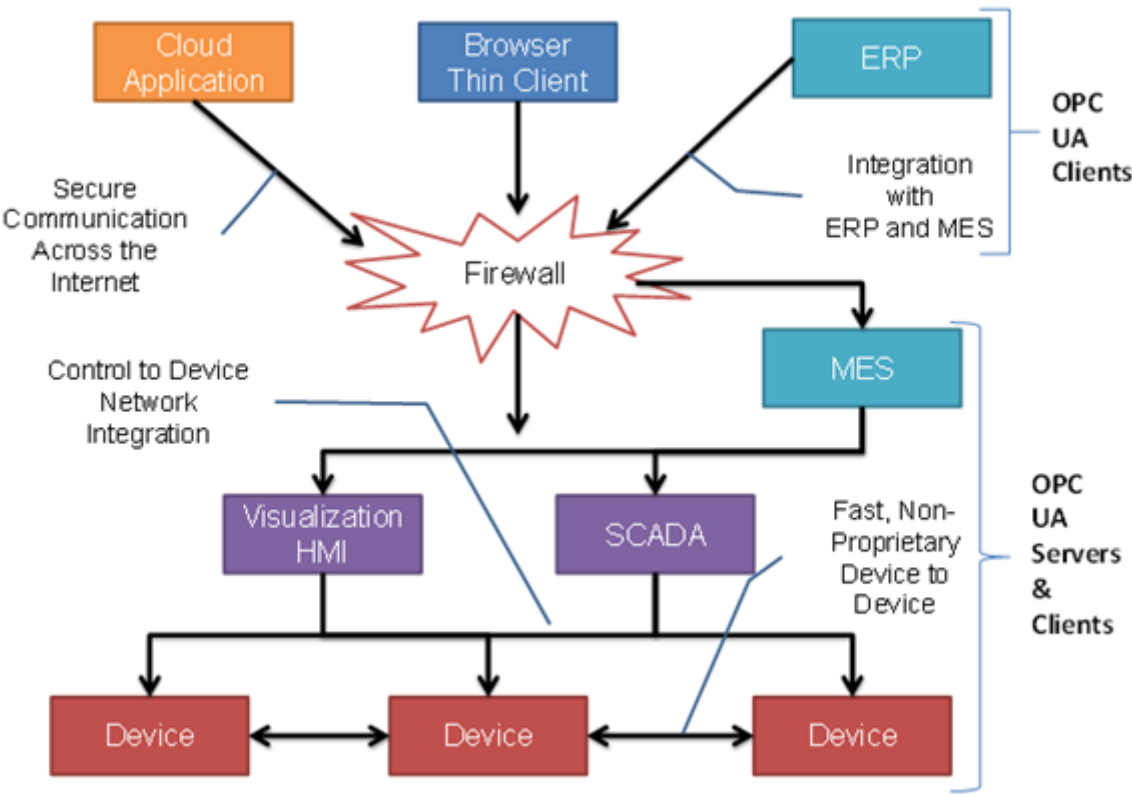 Cloud
Application
Browser
Thin Client
ERP
OPC
UA
Clients
Secure
Communication
Across the
Internet
Integration
with
ERP and MES
Firewall
MES
Control to Device
Network
Integration
Visualization
HMI
SCADA
Fast, Non-
Proprietary
Device to
Device
OPC
UA
Servers
&
Clients
Device
Device
Device